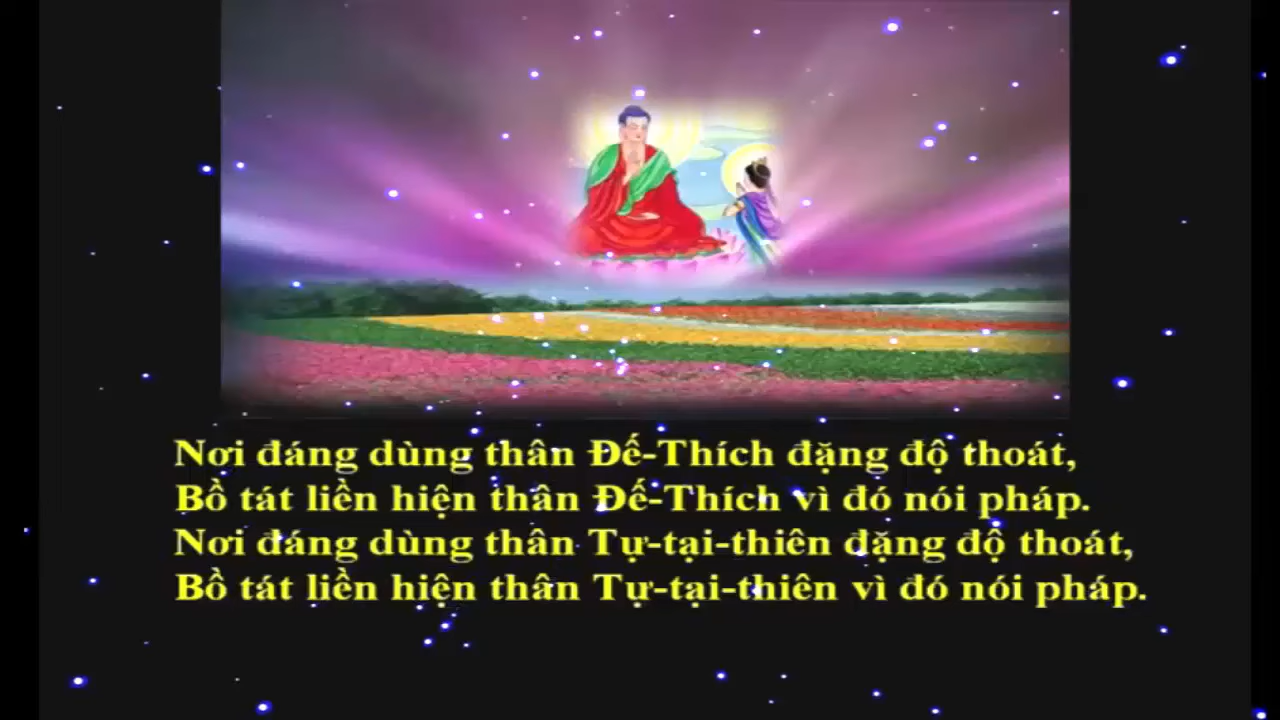 Nơi đáng dùng thân Đế-Thích đặng độ thoát,
Bồ tát liền hiện thân Đế-Thích vì đó nói pháp.
Nơi đáng dùng thân Tự-tại-thiên đặng độ thoát,
Bồ tát liền hiện thân Tự-tại-thiên vì đó nói pháp.